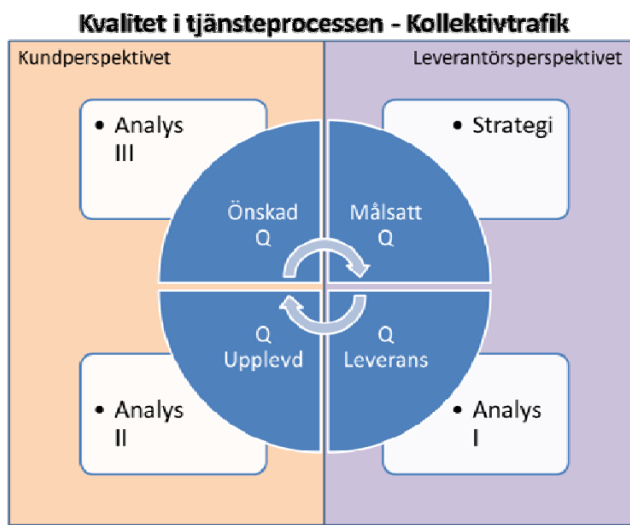 Kvalitet i tjänsteprocessen - Kollektivtrafik
Kundperspektivet
Leverantörsperspektivet
• Analys
III
• Strategi
Önskad
Q
Målsatt
Q
Q
Upplevd
Q
Leverans
• Analys
II
• Analys
I